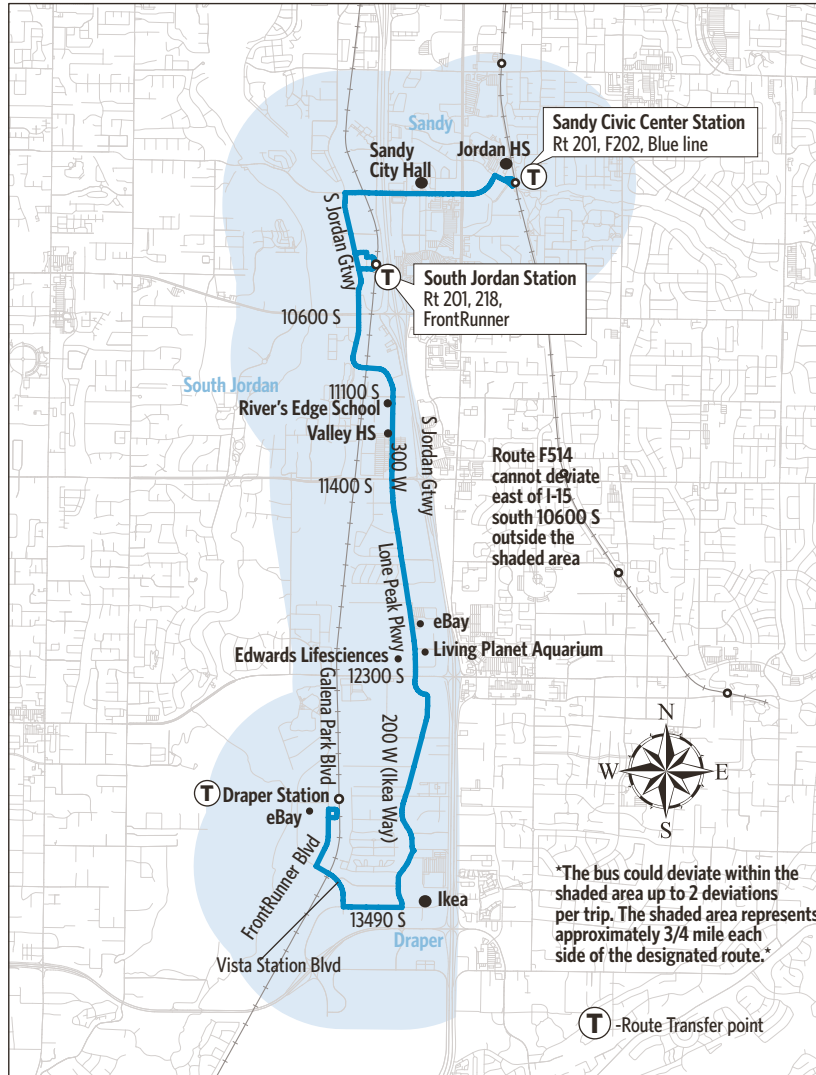 Sandy
Sandy Civic Center Station
Rt 201, F202, Blue line
Jordan HS
Sandy
City Hall
T
S Jordan Gtwy
T
South Jordan Station
Rt 201, 218,
FrontRunner
10600 S
South Jordan
11100 S
River's Edge School
Valley HS
300 W
S Jordan Gtwy
11400 S
Route F514
cannot deviate
east of I-15
south 10600 S
outside the
shaded area
Lone Peak Pkwy
eBay
Living Planet Aquarium
Edwards Lifesciences
12300 S
Galena Park Blvd
200 W (Ikea Way)
N
W
E
S
T
Draper Station
eBay
FrontRunner Blvd
Ikea
13490 S
Draper
Vista Station Blvd
*The bus could deviate within the
shaded area up to 2 deviations
per trip. The shaded area represents
approximately 3/4 mile each
side of the designated route.*
T -Route Transfer point